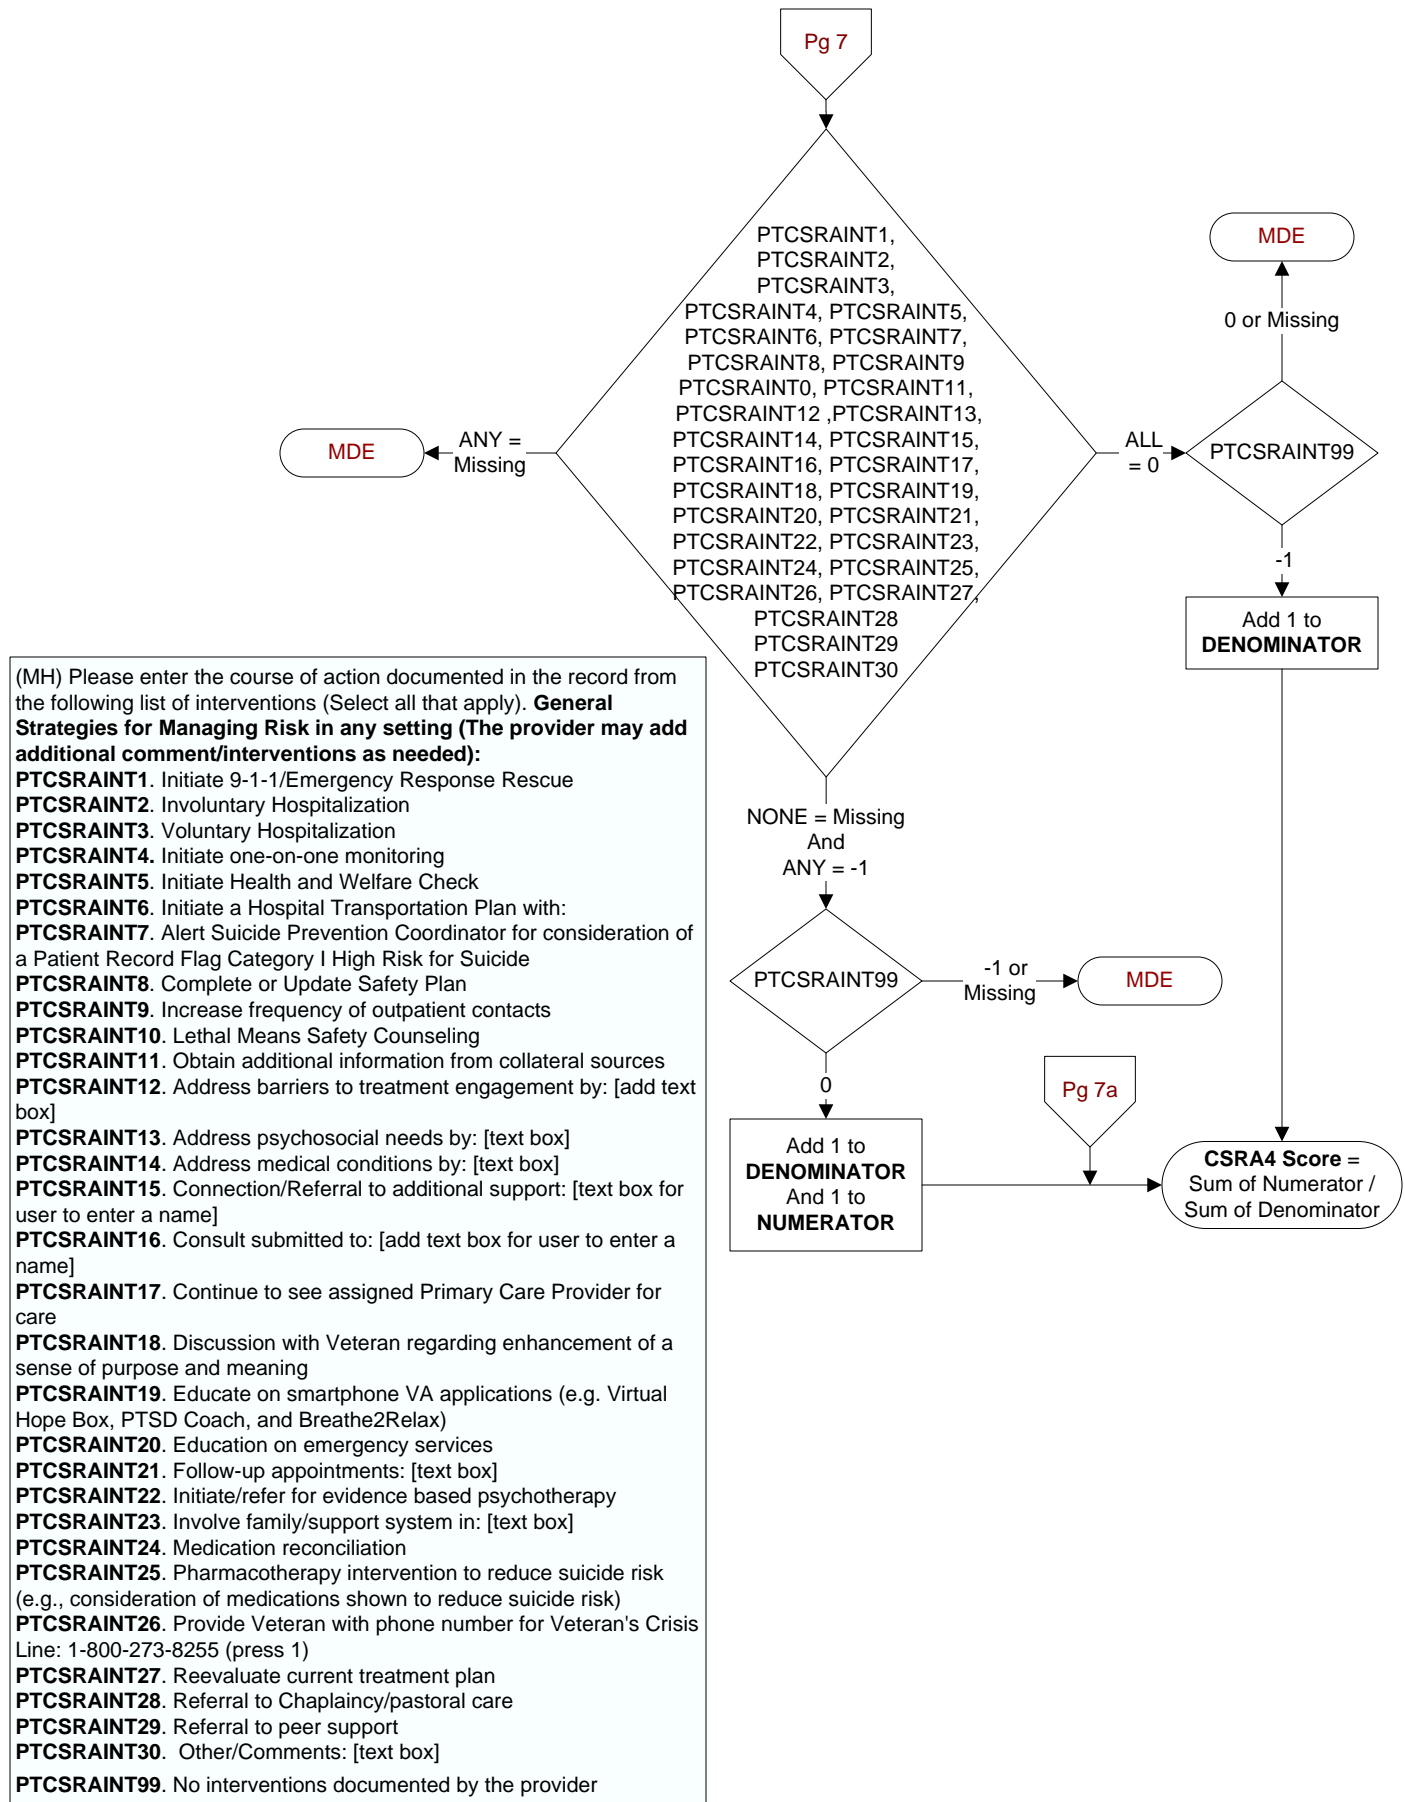 Pg 7
PTCSRAINT1,
PTCSRAINT2,
PTCSRAINT3,
PTCSRAINT4, PTCSRAINT5,
PTCSRAINT6, PTCSRAINT7,
PTCSRAINT8, PTCSRAINT9
PTCSRAINT0, PTCSRAINT11,
PTCSRAINT12 ,PTCSRAINT13,
PTCSRAINT14, PTCSRAINT15,
PTCSRAINT16, PTCSRAINT17,
PTCSRAINT18, PTCSRAINT19,
PTCSRAINT20, PTCSRAINT21,
PTCSRAINT22, PTCSRAINT23,
PTCSRAINT24, PTCSRAINT25,
PTCSRAINT26, PTCSRAINT27,
PTCSRAINT28
PTCSRAINT29
PTCSRAINT30
ANY =
Missing
MDE
ALL
= 0
PTCSRAINT99
0 or Missing
MDE
-1
Add 1 to
DENOMINATOR
NONE = Missing
And
ANY = -1
PTCSRAINT99
-1 or
Missing
MDE
0
Add 1 to
DENOMINATOR
And 1 to
NUMERATOR
Pg 7a
CSRA4 Score =
Sum of Numerator /
Sum of Denominator
(MH) Please enter the course of action documented in the record from
the following list of interventions (Select all that apply). General
Strategies for Managing Risk in any setting (The provider may add
additional comment/interventions as needed):
PTCSRAINT1. Initiate 9-1-1/Emergency Response Rescue
PTCSRAINT2. Involuntary Hospitalization
PTCSRAINT3. Voluntary Hospitalization
PTCSRAINT4. Initiate one-on-one monitoring
PTCSRAINT5. Initiate Health and Welfare Check
PTCSRAINT6. Initiate a Hospital Transportation Plan with:
PTCSRAINT7. Alert Suicide Prevention Coordinator for consideration of
a Patient Record Flag Category I High Risk for Suicide
PTCSRAINT8. Complete or Update Safety Plan
PTCSRAINT9. Increase frequency of outpatient contacts
PTCSRAINT10. Lethal Means Safety Counseling
PTCSRAINT11. Obtain additional information from collateral sources
PTCSRAINT12. Address barriers to treatment engagement by: [add text
box]
PTCSRAINT13. Address psychosocial needs by: [text box]
PTCSRAINT14. Address medical conditions by: [text box]
PTCSRAINT15. Connection/Referral to additional support: [text box for
user to enter a name]
PTCSRAINT16. Consult submitted to: [add text box for user to enter a
name]
PTCSRAINT17. Continue to see assigned Primary Care Provider for
care
PTCSRAINT18. Discussion with Veteran regarding enhancement of a
sense of purpose and meaning
PTCSRAINT19. Educate on smartphone VA applications (e.g. Virtual
Hope Box, PTSD Coach, and Breathe2Relax)
PTCSRAINT20. Education on emergency services
PTCSRAINT21. Follow-up appointments: [text box]
PTCSRAINT22. Initiate/refer for evidence based psychotherapy
PTCSRAINT23. Involve family/support system in: [text box]
PTCSRAINT24. Medication reconciliation
PTCSRAINT25. Pharmacotherapy intervention to reduce suicide risk
(e.g., consideration of medications shown to reduce suicide risk)
PTCSRAINT26. Provide Veteran with phone number for Veteran's Crisis
Line: 1-800-273-8255 (press 1)
PTCSRAINT27. Reevaluate current treatment plan
PTCSRAINT28. Referral to Chaplaincy/pastoral care
PTCSRAINT29. Referral to peer support
PTCSRAINT30. Other/Comments: [text box]
PTCSRAINT99. No interventions documented by the provider